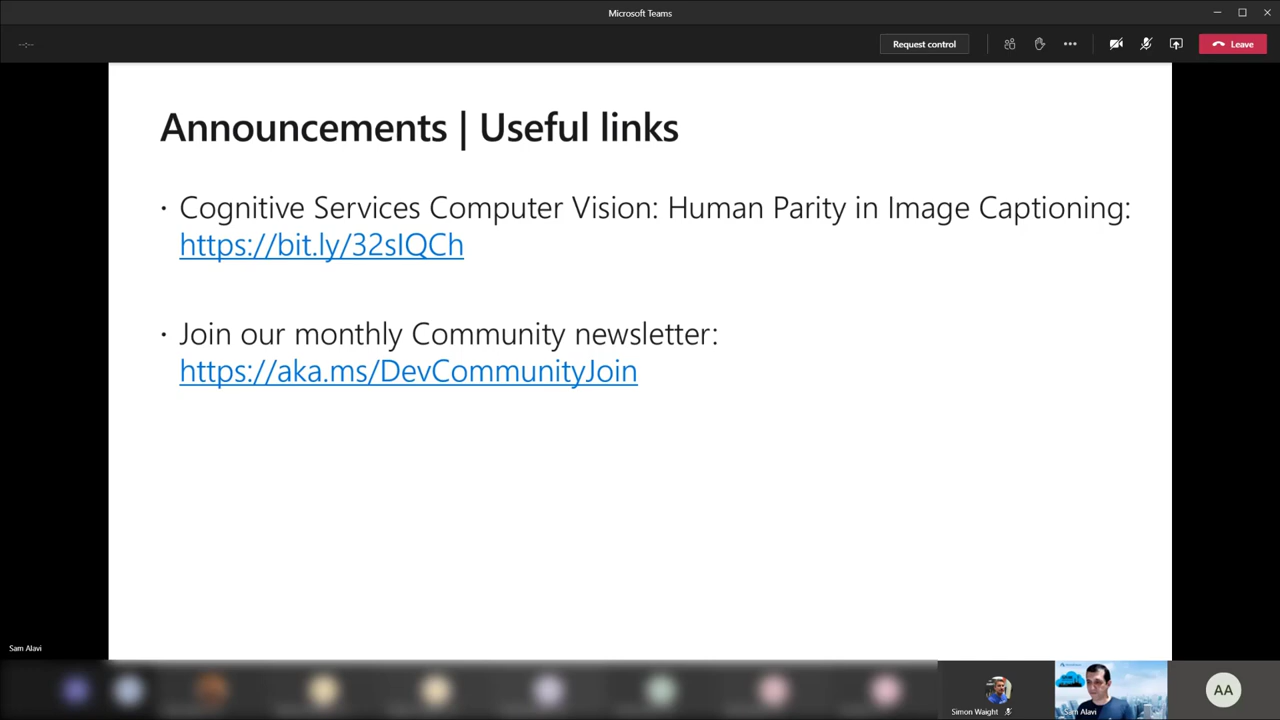 Microsoft Teams
Request control
Leave
Announcements | Useful links
• Cognitive Services Computer Vision: Human Parity in Image Captioning:
https://bit.ly/32sIQCh
• Join our monthly Community newsletter:
https://aka.ms/DevCommunityJoin
Sam Alavi
Simon Waight
Sam Alavi
AA